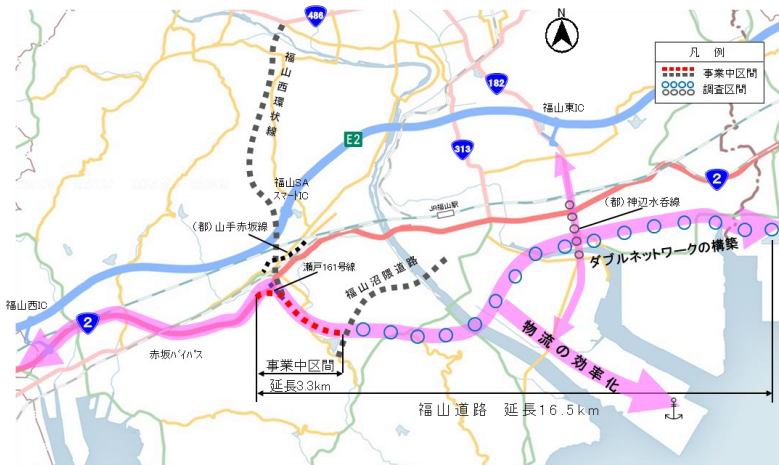 486
N
凡 例
事業中区間
調査区間
福山西環状線
182
福山東IC
E2
313
2
福山SA
スマートIC
JR福山駅
(都)山手赤坂線
(都)神辺水呑線
瀬戸161号線
福山沼隈道路
ダブルネットワークの構築
福山西IC
2
赤坂バイパス
物流の効率化
事業中区間
延長3.3km
福山道路 延長16.5km